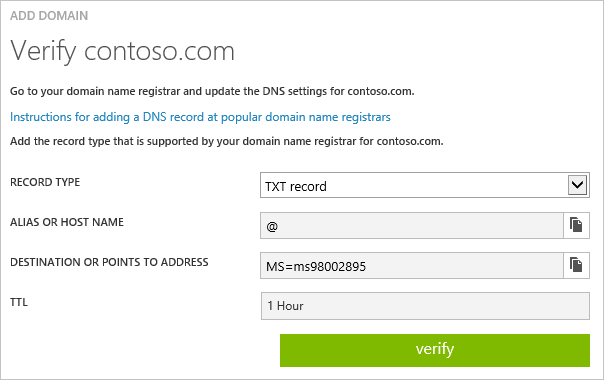 ADD DOMAIN
Verify contoso.com
Go to your domain name registrar and update the DNS settings for contoso.com.
Instructions for adding a DNS record at popular domain name registrars
Add the record type that is supported by your domain name registrar for contoso.com.
RECORD TYPE
TXT record
ALIAS OR HOST NAME
@
DESTINATION OR POINTS TO ADDRESS
MS=ms98002895
TTL
1 Hour
verify